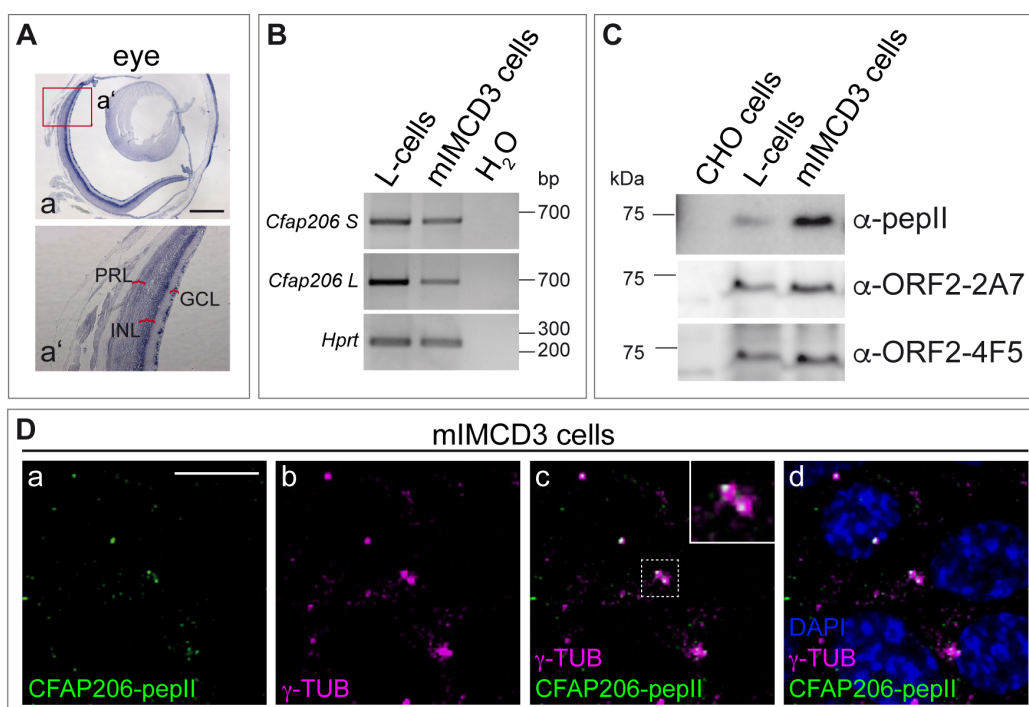 A
eye
a'
a
PRL
GCL
INL
a'
B
L-cells
mIMCD3 cells
H2O
bp
Cfap206 S
700
Cfap206 L
700
Hprt
300
200
C
CHO cells
L-cells
mIMCD3 cells
kDa
75
α-pepII
75
α-ORF2-2A7
75
α-ORF2-4F5
D
mIMCD3 cells
a
CFAP206-pepII
b
γ-TUB
c
γ-TUB
CFAP206-pepII
d
DAPI
γ-TUB
CFAP206-pepII